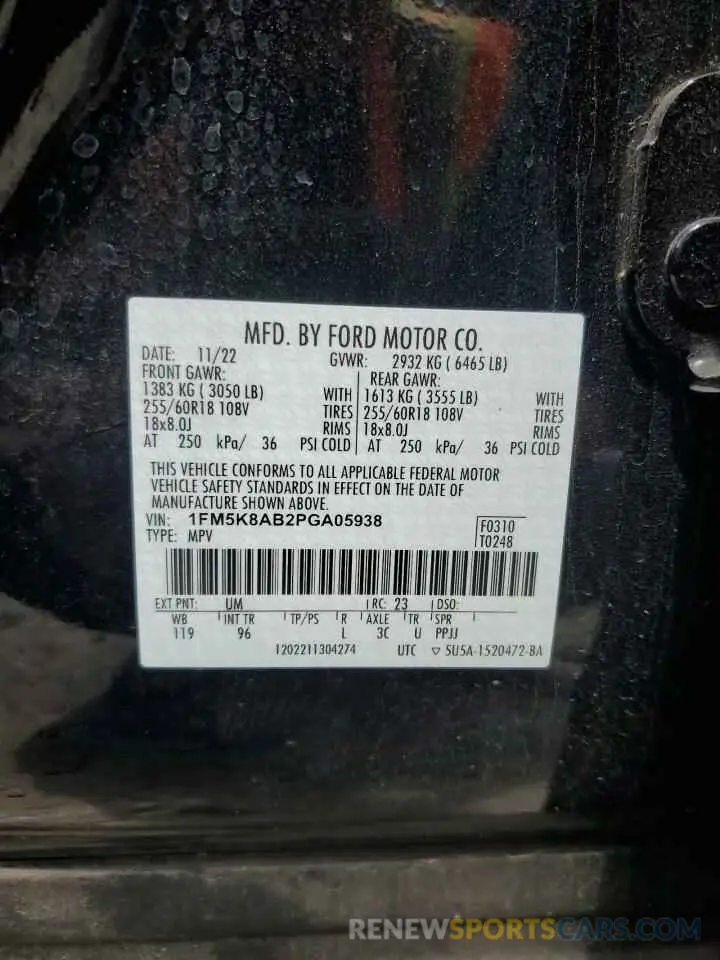 MFD. BY FORD MOTOR CO.
DATE: 11/22 GVWR: 2932 KG ( 6465 LB)
FRONT GAWR: REAR GAWR:
1383 KG ( 3050 LB) WITH 1613 KG ( 3555 LB) WITH
255/60R18 108V TIRES 255/60R18 108V TIRES
18x8.0J RIMS 18x8.0J RIMS
AT 250 kPa/ 36 PSI COLD AT 250 kPa/ 36 PSI COLD
THIS VEHICLE CONFORMS TO ALL APPLICABLE FEDERAL MOTOR
VEHICLE SAFETY STANDARDS IN EFFECT ON THE DATE OF
MANUFACTURE SHOWN ABOVE.
VIN: 1FM5K8AB2PGA05938 F0310
TYPE: MPV T0248
EXT PNT: UM RC: 23 DSO:
WB INT TR TP/PS R AXLE TR SPR
119 96 L 3C U PPJJ
1202211304274 UTC ▽ 5U5A-1520472-BA
RENEWSPORTSCARS.COM